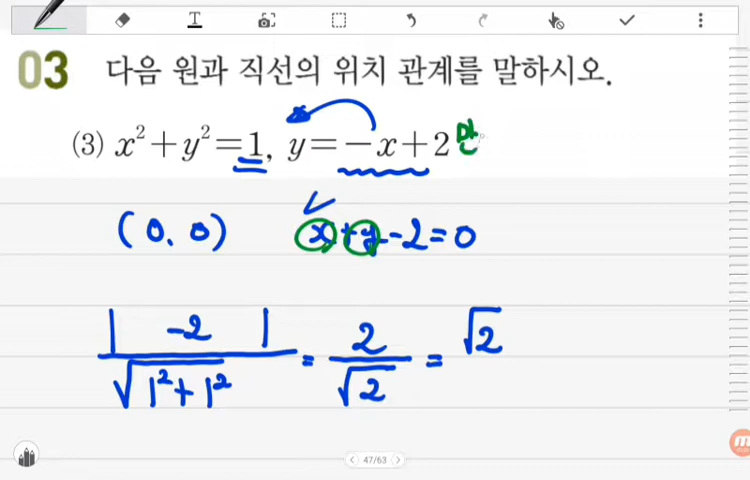 03 다음 원과 직선의 위치 관계를 말하시오.
(3) x² + y² = 1, y = −x + 2 만
(0, 0) x + y - 2 = 0
| -2 | / √(1² + 1²) = 2/√2 = √2
47/63